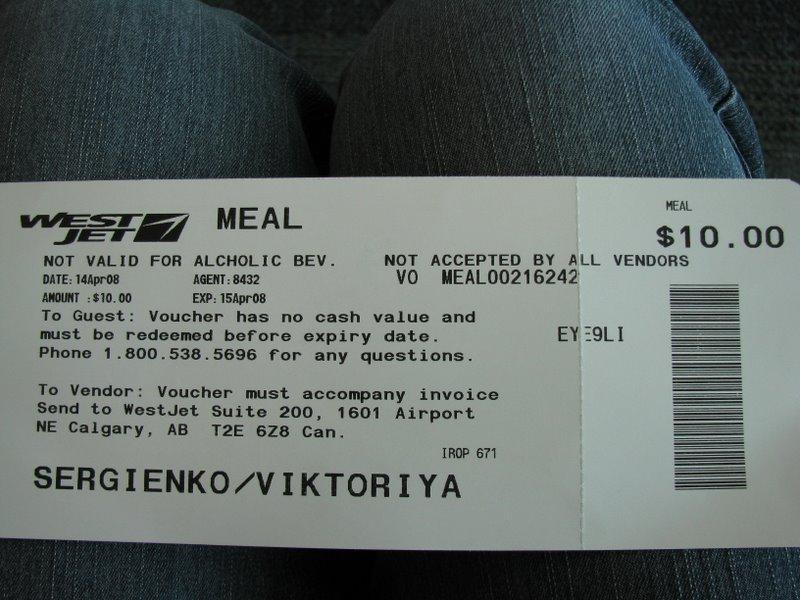 WESTJET MEAL
MEAL
$10.00
NOT VALID FOR ALCHOLIC BEV. NOT ACCEPTED BY ALL VENDORS
DATE: 14Apr08 AGENT: 8432 VO MEAL00216242
AMOUNT :$10.00 EXP: 15Apr08
To Guest: Voucher has no cash value and
must be redeemed before expiry date. EYE9LI
Phone 1.800.538.5696 for any questions.
To Vendor: Voucher must accompany invoice
Send to WestJet Suite 200, 1601 Airport
NE Calgary, AB T2E 6Z8 Can.
IROP 671
SERGIENKO/VIKTORIYA